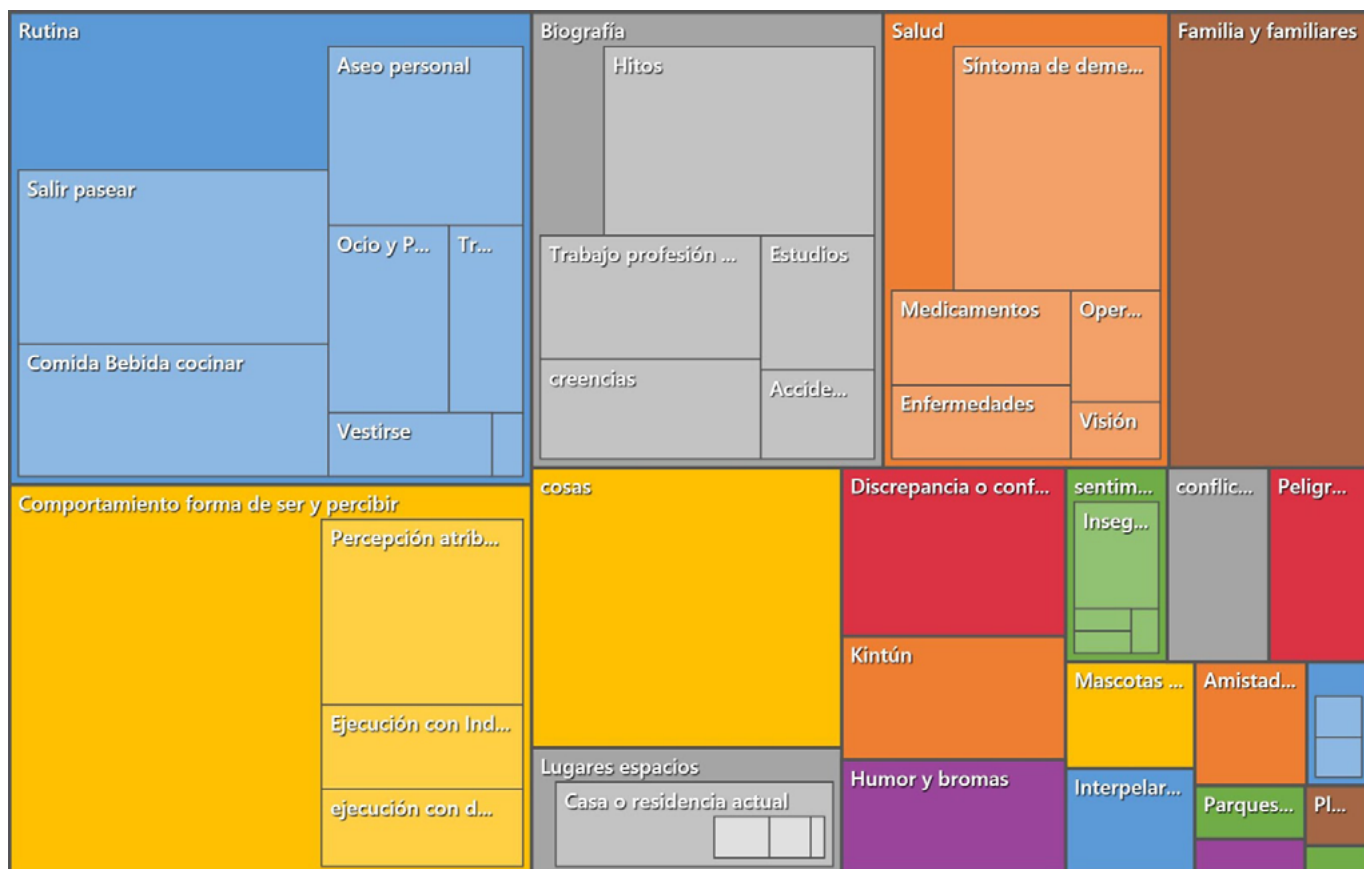 Rutina
Aseo personal
Salir pasear
Ocio y P...
Tr...
Comida Bebida cocinar
Vestirse
Biografía
Hitos
Trabajo profesión ...
Estudios
creencias
Accide...
Salud
Síntoma de deme...
Medicamentos
Oper...
Enfermedades
Visión
Familia y familiares
Comportamiento forma de ser y percibir
Percepción atrib...
Ejecución con Ind...
ejecución con d...
cosas
Lugares espacios
Casa o residencia actual
Discrepancia o conf...
Kintún
Humor y bromas
sentim...
Inseg...
conflic...
Peligr...
Mascotas ...
Amistad...
Interpelar...
Parques...
Pl...